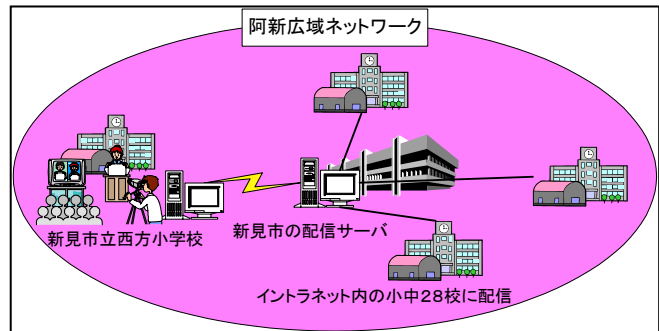 阿新広域ネットワーク
新見市立西方小学校
新見市の配信サーバ
イントラネット内の小中28校に配信